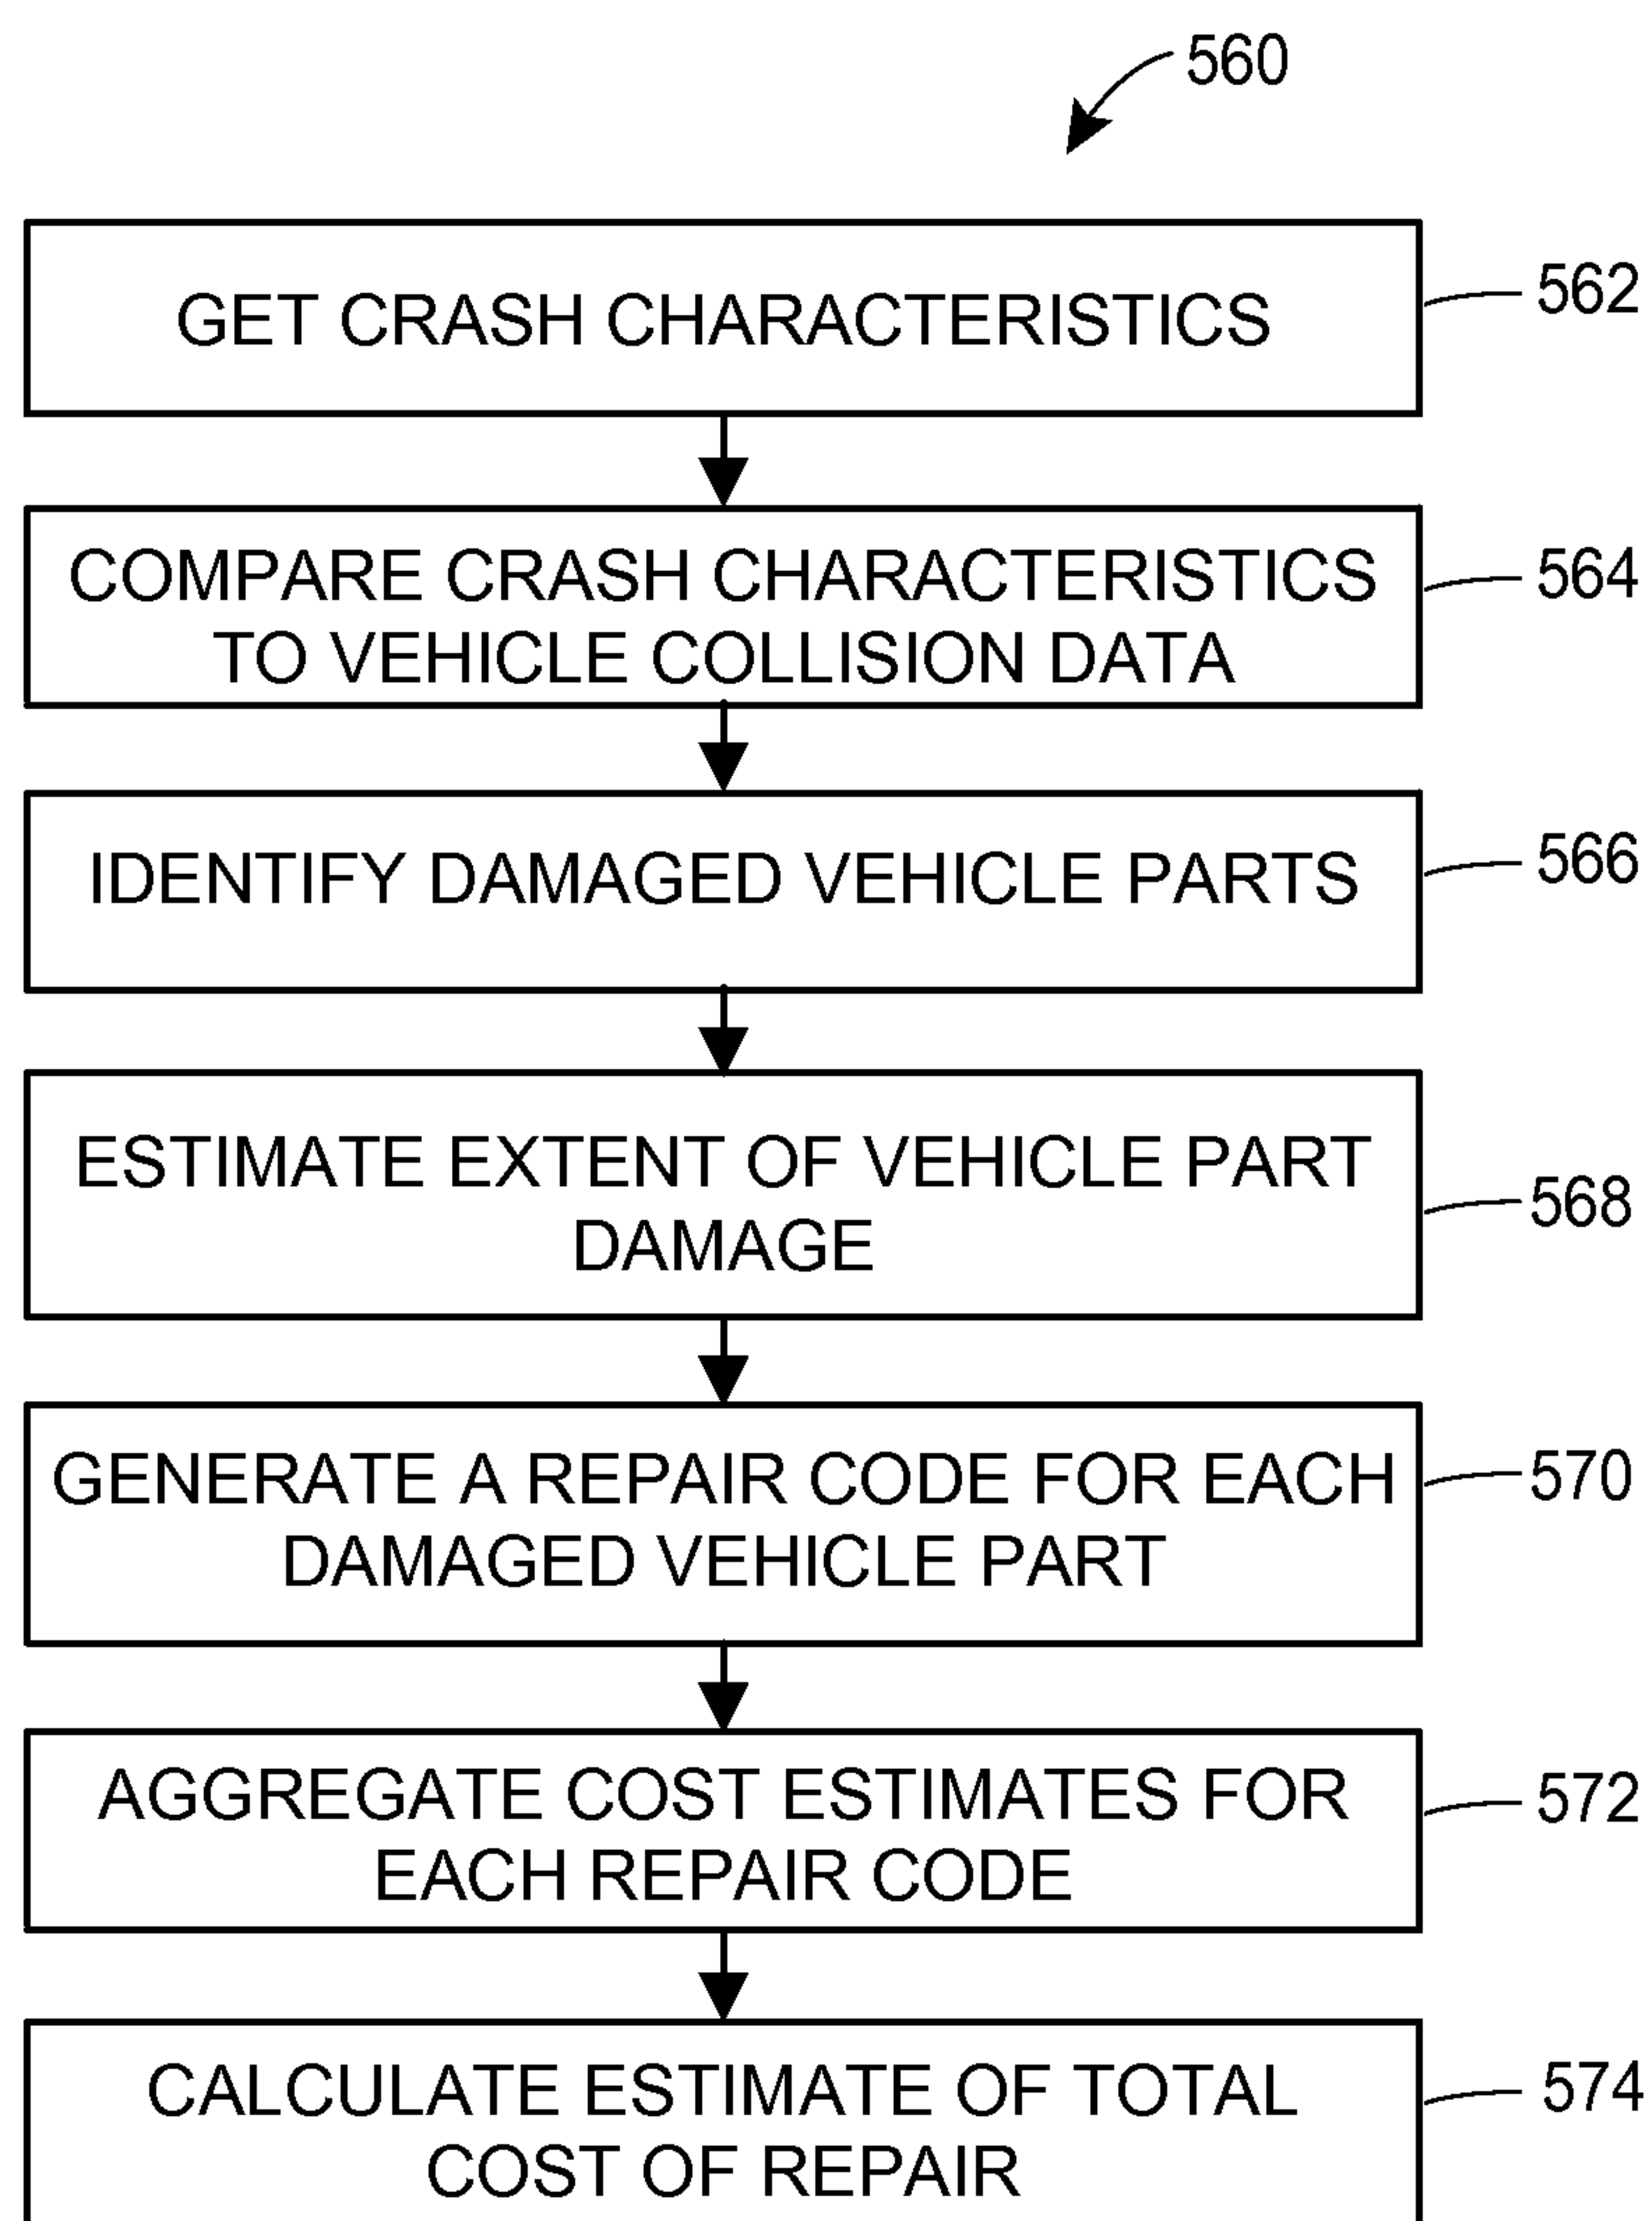 560
GET CRASH CHARACTERISTICS
562
COMPARE CRASH CHARACTERISTICS
TO VEHICLE COLLISION DATA
564
IDENTIFY DAMAGED VEHICLE PARTS
566
ESTIMATE EXTENT OF VEHICLE PART
DAMAGE
568
GENERATE A REPAIR CODE FOR EACH
DAMAGED VEHICLE PART
570
AGGREGATE COST ESTIMATES FOR
EACH REPAIR CODE
572
CALCULATE ESTIMATE OF TOTAL
COST OF REPAIR
574